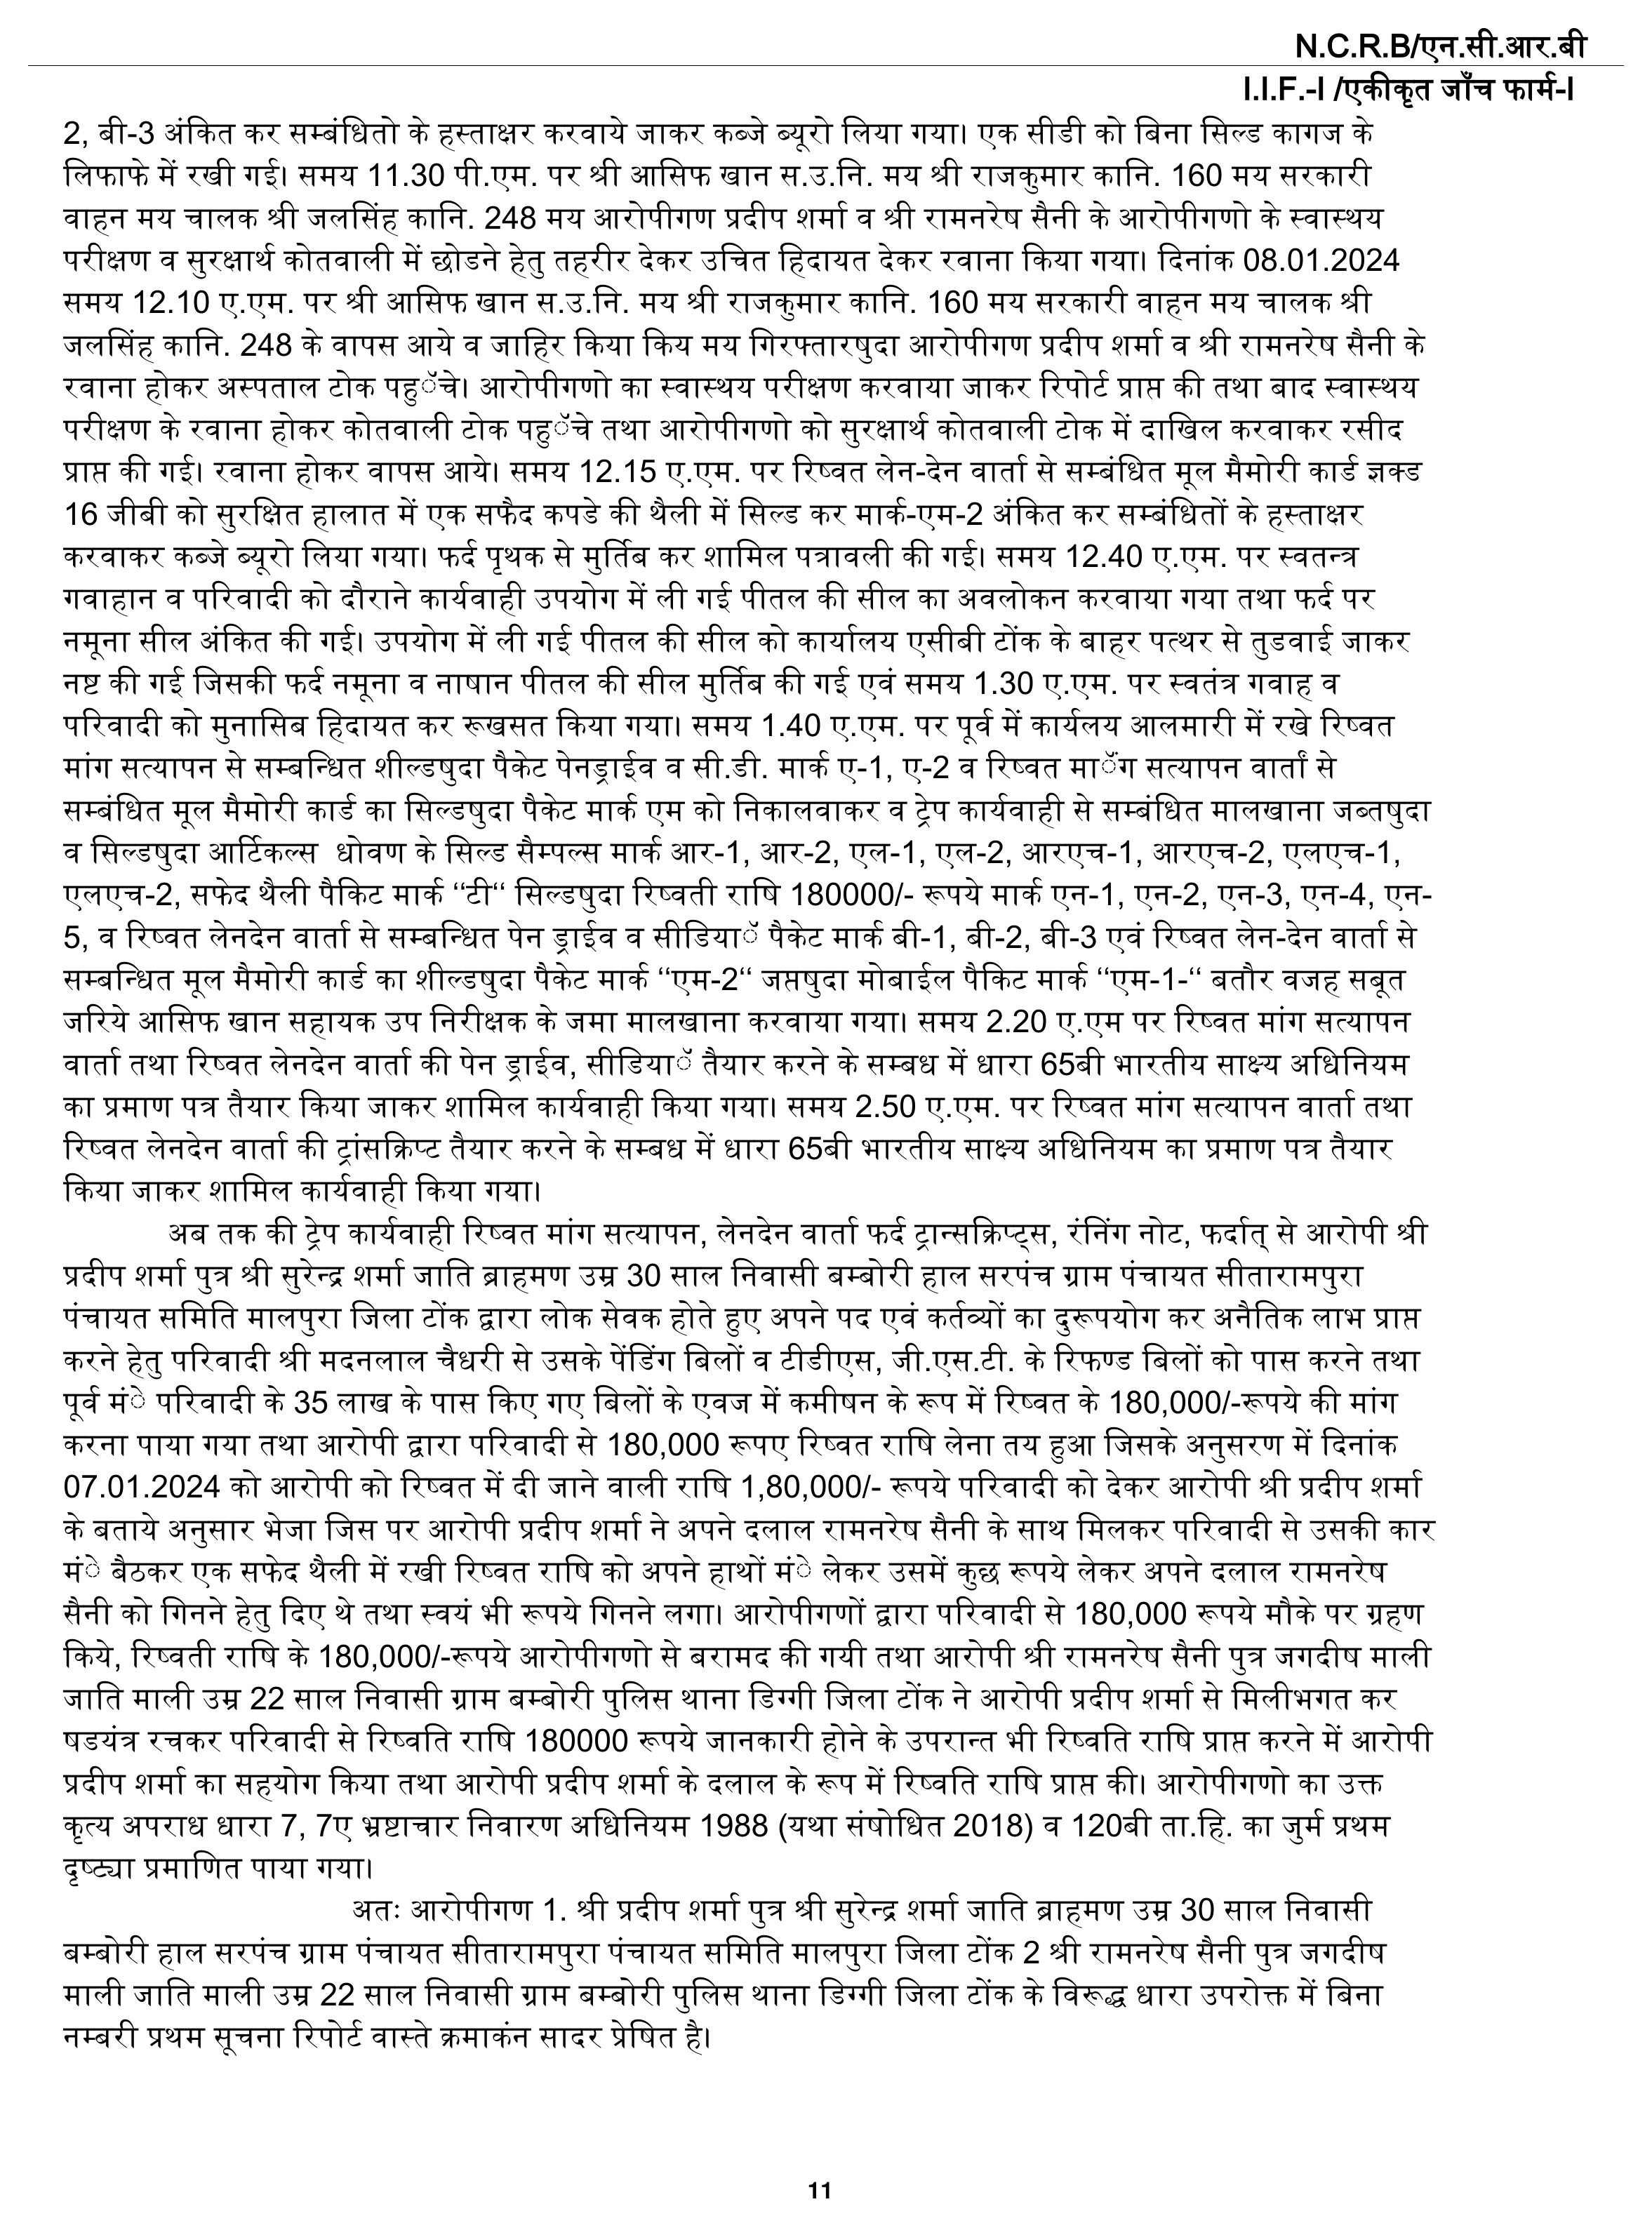 N.C.R.B/एन.सी.आर.बी
I.I.F.-I /एकीकृत जाँच फार्म-I
2, बी-3 अंकित कर सम्बंधितो के हस्ताक्षर करवाये जाकर कब्जे ब्यूरो लिया गया। एक सीडी को बिना सिल्ड कागज के
लिफाफे में रखी गई। समय 11.30 पी.एम. पर श्री आसिफ खान स.उ.नि. मय श्री राजकुमार कानि. 160 मय सरकारी
वाहन मय चालक श्री जलसिंह कानि. 248 मय आरोपीगण प्रदीप शर्मा व श्री रामनरेष सैनी के आरोपीगणो के स्वास्थय
परीक्षण व सुरक्षार्थ कोतवाली में छोडने हेतु तहरीर देकर उचित हिदायत देकर रवाना किया गया। दिनांक 08.01.2024
समय 12.10 ए.एम. पर श्री आसिफ खान स.उ.नि. मय श्री राजकुमार कानि. 160 मय सरकारी वाहन मय चालक श्री
जलसिंह कानि. 248 के वापस आये व जाहिर किया किय मय गिरफ्तारषुदा आरोपीगण प्रदीप शर्मा व श्री रामनरेष सैनी के
रवाना होकर अस्पताल टोक पहुॅचे। आरोपीगणो का स्वास्थय परीक्षण करवाया जाकर रिपोर्ट प्राप्त की तथा बाद स्वास्थय
परीक्षण के रवाना होकर कोतवाली टोक पहुॅचे तथा आरोपीगणो को सुरक्षार्थ कोतवाली टोक में दाखिल करवाकर रसीद
प्राप्त की गई। रवाना होकर वापस आये। समय 12.15 ए.एम. पर रिष्वत लेन-देन वार्ता से सम्बंधित मूल मैमोरी कार्ड ज्ञक्ड
16 जीबी को सुरक्षित हालात में एक सफैद कपडे की थैली में सिल्ड कर मार्क-एम-2 अंकित कर सम्बंधितों के हस्ताक्षर
करवाकर कब्जे ब्यूरो लिया गया। फर्द पृथक से मुर्तिब कर शामिल पत्रावली की गई। समय 12.40 ए.एम. पर स्वतन्त्र
गवाहान व परिवादी को दौराने कार्यवाही उपयोग में ली गई पीतल की सील का अवलोकन करवाया गया तथा फर्द पर
नमूना सील अंकित की गई। उपयोग में ली गई पीतल की सील को कार्यालय एसीबी टोंक के बाहर पत्थर से तुडवाई जाकर
नष्ट की गई जिसकी फर्द नमूना व नाषान पीतल की सील मुर्तिब की गई एवं समय 1.30 ए.एम. पर स्वतंत्र गवाह व
परिवादी को मुनासिब हिदायत कर रूखसत किया गया। समय 1.40 ए.एम. पर पूर्व में कार्यलय आलमारी में रखे रिष्वत
मांग सत्यापन से सम्बन्धित शील्डषुदा पैकेट पेनड्राईव व सी.डी. मार्क ए-1, ए-2 व रिष्वत माॅंग सत्यापन वार्तां से
सम्बंधित मूल मैमोरी कार्ड का सिल्डषुदा पैकेट मार्क एम को निकालवाकर व ट्रेप कार्यवाही से सम्बंधित मालखाना जब्तषुदा
व सिल्डषुदा आर्टिकल्स  धोवण के सिल्ड सैम्पल्स मार्क आर-1, आर-2, एल-1, एल-2, आरएच-1, आरएच-2, एलएच-1,
एलएच-2, सफेद थैली पैकिट मार्क ‘‘टी‘‘ सिल्डषुदा रिष्वती राषि 180000/- रूपये मार्क एन-1, एन-2, एन-3, एन-4, एन-
5, व रिष्वत लेनदेन वार्ता से सम्बन्धित पेन ड्राईव व सीडियाॅ पैकेट मार्क बी-1, बी-2, बी-3 एवं रिष्वत लेन-देन वार्ता से
सम्बन्धित मूल मैमोरी कार्ड का शील्डषुदा पैकेट मार्क ‘‘एम-2‘‘ जप्तषुदा मोबाईल पैकिट मार्क ‘‘एम-1-‘‘ बतौर वजह सबूत
जरिये आसिफ खान सहायक उप निरीक्षक के जमा मालखाना करवाया गया। समय 2.20 ए.एम पर रिष्वत मांग सत्यापन
वार्ता तथा रिष्वत लेनदेन वार्ता की पेन ड्राईव, सीडियाॅ तैयार करने के सम्बध में धारा 65बी भारतीय साक्ष्य अधिनियम
का प्रमाण पत्र तैयार किया जाकर शामिल कार्यवाही किया गया। समय 2.50 ए.एम. पर रिष्वत मांग सत्यापन वार्ता तथा
रिष्वत लेनदेन वार्ता की ट्रांसक्रिप्ट तैयार करने के सम्बध में धारा 65बी भारतीय साक्ष्य अधिनियम का प्रमाण पत्र तैयार
किया जाकर शामिल कार्यवाही किया गया।
अब तक की ट्रेप कार्यवाही रिष्वत मांग सत्यापन, लेनदेन वार्ता फर्द ट्रान्सक्रिप्ट्स, रंनिंग नोट, फर्दात् से आरोपी श्री
प्रदीप शर्मा पुत्र श्री सुरेन्द्र शर्मा जाति ब्राहमण उम्र 30 साल निवासी बम्बोरी हाल सरपंच ग्राम पंचायत सीतारामपुरा
पंचायत समिति मालपुरा जिला टोंक द्वारा लोक सेवक होते हुए अपने पद एवं कर्तव्यों का दुरूपयोग कर अनैतिक लाभ प्राप्त
करने हेतु परिवादी श्री मदनलाल चैधरी से उसके पेंडिंग बिलों व टीडीएस, जी.एस.टी. के रिफण्ड बिलों को पास करने तथा
पूर्व मंे परिवादी के 35 लाख के पास किए गए बिलों के एवज में कमीषन के रूप में रिष्वत के 180,000/-रूपये की मांग
करना पाया गया तथा आरोपी द्वारा परिवादी से 180,000 रूपए रिष्वत राषि लेना तय हुआ जिसके अनुसरण में दिनांक
07.01.2024 को आरोपी को रिष्वत में दी जाने वाली राषि 1,80,000/- रूपये परिवादी को देकर आरोपी श्री प्रदीप शर्मा
के बताये अनुसार भेजा जिस पर आरोपी प्रदीप शर्मा ने अपने दलाल रामनरेष सैनी के साथ मिलकर परिवादी से उसकी कार
मंे बैठकर एक सफेद थैली में रखी रिष्वत राषि को अपने हाथों मंे लेकर उसमें कुछ रूपये लेकर अपने दलाल रामनरेष
सैनी को गिनने हेतु दिए थे तथा स्वयं भी रूपये गिनने लगा। आरोपीगणों द्वारा परिवादी से 180,000 रूपये मौके पर ग्रहण
किये, रिष्वती राषि के 180,000/-रूपये आरोपीगणो से बरामद की गयी तथा आरोपी श्री रामनरेष सैनी पुत्र जगदीष माली
जाति माली उम्र 22 साल निवासी ग्राम बम्बोरी पुलिस थाना डिग्गी जिला टोंक ने आरोपी प्रदीप शर्मा से मिलीभगत कर
षडयंत्र रचकर परिवादी से रिष्वति राषि 180000 रूपये जानकारी होने के उपरान्त भी रिष्वति राषि प्राप्त करने में आरोपी
प्रदीप शर्मा का सहयोग किया तथा आरोपी प्रदीप शर्मा के दलाल के रूप में रिष्वति राषि प्राप्त की। आरोपीगणो का उक्त
कृत्य अपराध धारा 7, 7ए भ्रष्टाचार निवारण अधिनियम 1988 (यथा संषोधित 2018) व 120बी ता.हि. का जुर्म प्रथम
दृष्ट्या प्रमाणित पाया गया।
अतः आरोपीगण 1. श्री प्रदीप शर्मा पुत्र श्री सुरेन्द्र शर्मा जाति ब्राहमण उम्र 30 साल निवासी
बम्बोरी हाल सरपंच ग्राम पंचायत सीतारामपुरा पंचायत समिति मालपुरा जिला टोंक 2 श्री रामनरेष सैनी पुत्र जगदीष
माली जाति माली उम्र 22 साल निवासी ग्राम बम्बोरी पुलिस थाना डिग्गी जिला टोंक के विरूद्ध धारा उपरोक्त में बिना
नम्बरी प्रथम सूचना रिपोर्ट वास्ते क्रमाकंन सादर प्रेषित है।
11